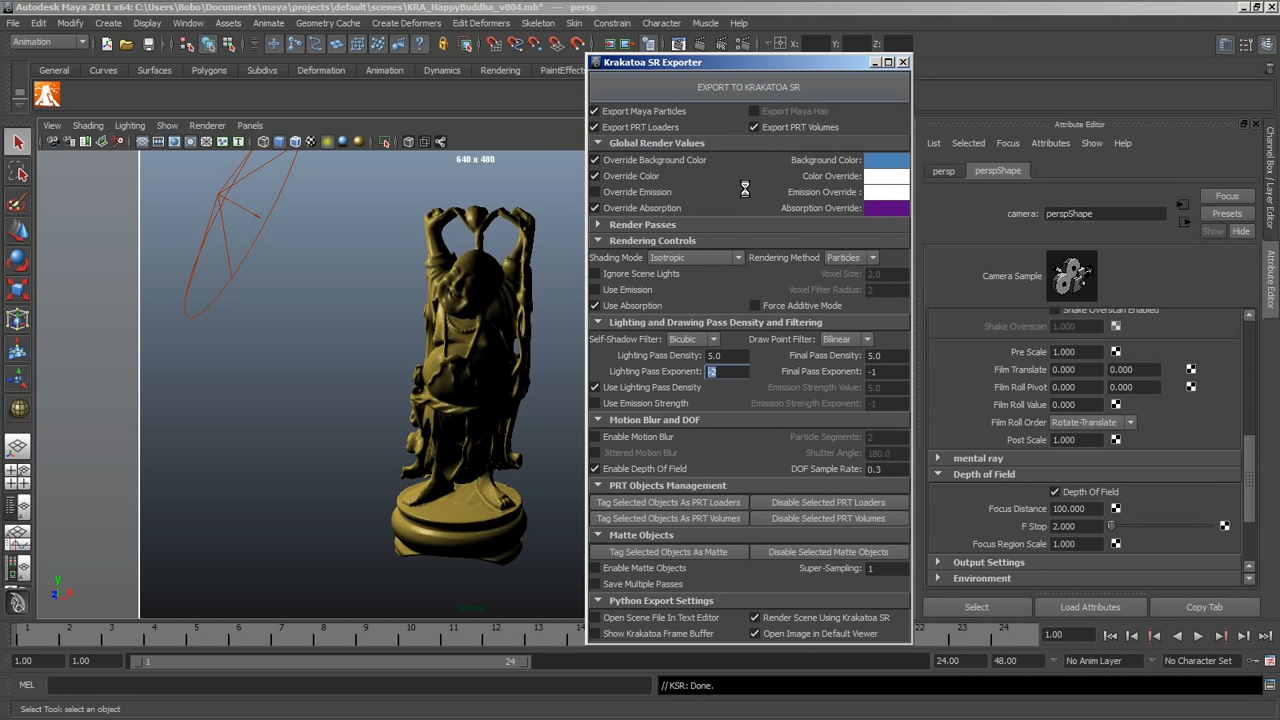 Autodesk Maya 2011 x64: C:\Users\Bobo\Documents\maya\projects\default\scenes\KRA_HappyBuddha_v004.mb* --- persp
File Edit Modify Create Display Window Assets Animate Geometry Cache Create Deformers Edit Deformers Skeleton Skin Constrain Character Muscle Help
Animation X: Y: Z:
General Curves Surfaces Polygons Subdivs Deformation Animation Dynamics Rendering PaintEffects
View Shading Lighting Show Renderer Panels
640 x 480
persp
Krakatoa SR Exporter
EXPORT TO KRAKATOA SR
Export Maya Particles Export Maya Hair
Export PRT Loaders Export PRT Volumes
Global Render Values
Override Background Color Background Color:
Override Color Color Override:
Override Emission Emission Override :
Override Absorption Absorption Override:
Render Passes
Rendering Controls
Shading Mode Isotropic Rendering Method Particles
Ignore Scene Lights Voxel Size: 2.0
Use Emission Voxel Filter Radius: 2
Use Absorption Force Additive Mode
Lighting and Drawing Pass Density and Filtering
Self-Shadow Filter: Bicubic Draw Point Filter: Bilinear
Lighting Pass Density: 5.0 Final Pass Density: 5.0
Lighting Pass Exponent: -2 Final Pass Exponent: -1
Use Lighting Pass Density Emission Strength Value: 5.0
Use Emission Strength Emission Strength Exponent: -1
Motion Blur and DOF
Enable Motion Blur Particle Segments: 2
Jittered Motion Blur Shutter Angle: 180.0
Enable Depth Of Field DOF Sample Rate: 0.3
PRT Objects Management
Tag Selected Objects As PRT Loaders Disable Selected PRT Loaders
Tag Selected Objects As PRT Volumes Disable Selected PRT Volumes
Matte Objects
Tag Selected Objects As Matte Disable Selected Matte Objects
Enable Matte Objects Super-Sampling: 1
Save Multiple Passes
Python Export Settings
Open Scene File In Text Editor Render Scene Using Krakatoa SR
Show Krakatoa Frame Buffer Open Image in Default Viewer
Attribute Editor
List Selected Focus Attributes Show Help
persp perspShape
camera: perspShape
Focus
Presets
Show Hide
Camera Sample
Shake Overscan Enabled
Shake Overscan 1.000
Pre Scale 1.000
Film Translate 0.000 0.000
Film Roll Pivot 0.000 0.000
Film Roll Value 0.000
Film Roll Order Rotate-Translate
Post Scale 1.000
mental ray
Depth of Field
Depth Of Field
Focus Distance 100.000
F Stop 2.000
Focus Region Scale 1.000
Output Settings
Environment
Select Load Attributes Copy Tab
Channel Box / Layer Editor
Attribute Editor
1 2 3 4 5 6 7 8 9 10 11 12 13 14 22 23 24 1.00
1.00 1.00 1 24 24.00 48.00 No Anim Layer No Character Set
MEL // KSR: Done.
Select Tool: select an object